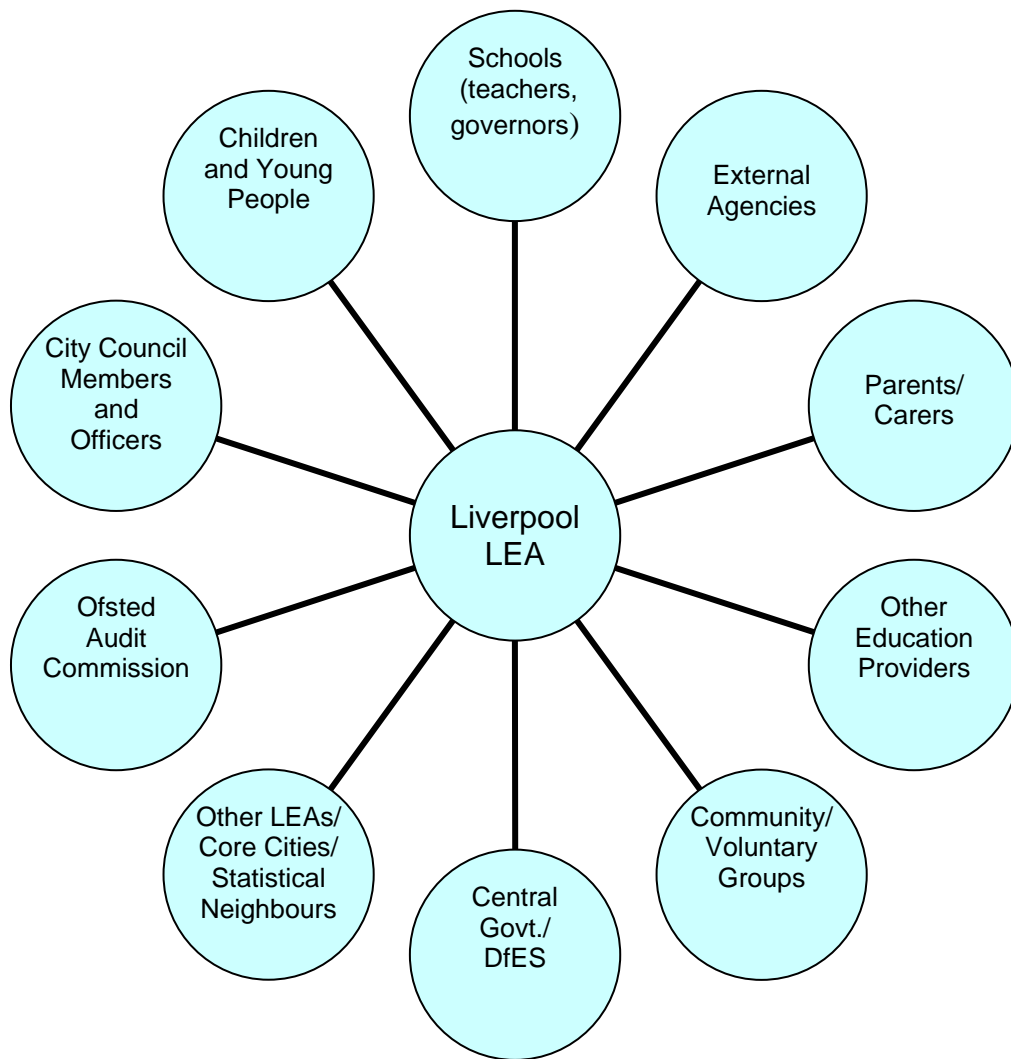 Schools
(teachers,
governors)
Children
and Young
People
External
Agencies
City Council
Members
and
Officers
Parents/
Carers
Liverpool
LEA
Ofsted
Audit
Commission
Other
Education
Providers
Other LEAs/
Core Cities/
Statistical
Neighbours
Community/
Voluntary
Groups
Central
Govt./
DfES